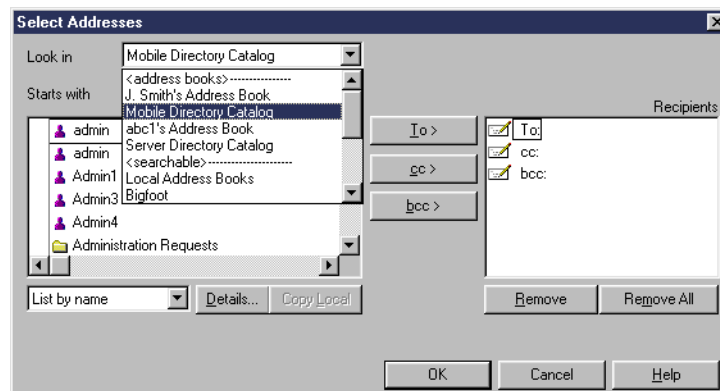 Select Addresses
Look in
Mobile Directory Catalog
<address books>----------------
J. Smith's Address Book
Mobile Directory Catalog
abc1's Address Book
Server Directory Catalog
<searchable>----------------------
Local Address Books
Bigfoot
Starts with
admin
admin
Admin1
Admin3
Admin4
Administration Requests
To >
cc >
bcc >
Recipients
To:
cc:
bcc:
List by name
Details...
Copy Local
Remove
Remove All
OK
Cancel
Help